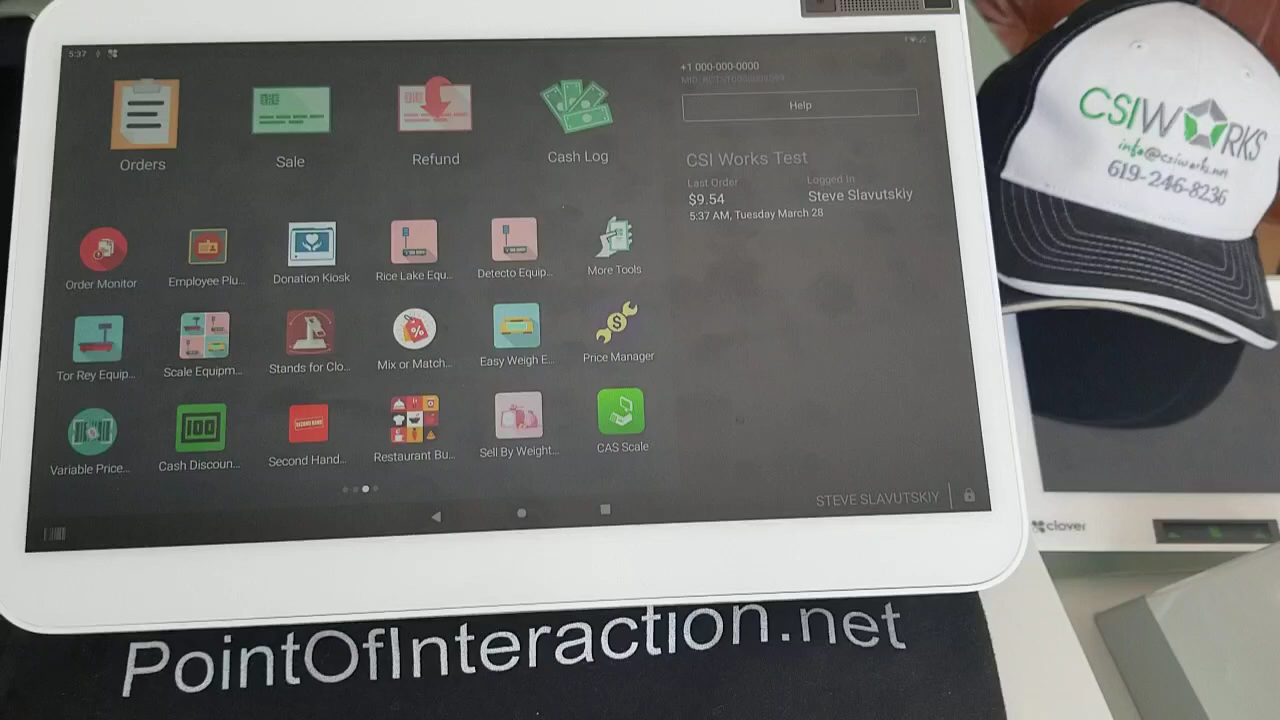 5:37
Orders
Sale
Refund
Cash Log
Order Monitor
Employee Plu...
Donation Kiosk
Rice Lake Equ...
Detecto Equip...
More Tools
Tor Rey Equip...
Scale Equipm...
Stands for Clo...
Mix or Match...
Easy Weigh E...
Price Manager
100
SECOND HAND
Variable Price...
Cash Discoun...
Second Hand...
Restaurant Bu...
Sell By Weight...
CAS Scale
+1 000-000-0000
Help
CSI Works Test
Last Order
Logged In
$9.54
Steve Slavutskiy
5:37 AM, Tuesday March 28
STEVE SLAVUTSKIY
PointOfInteraction.net
CSIWORKS
info@csiworks.net
619-246-8236
clover